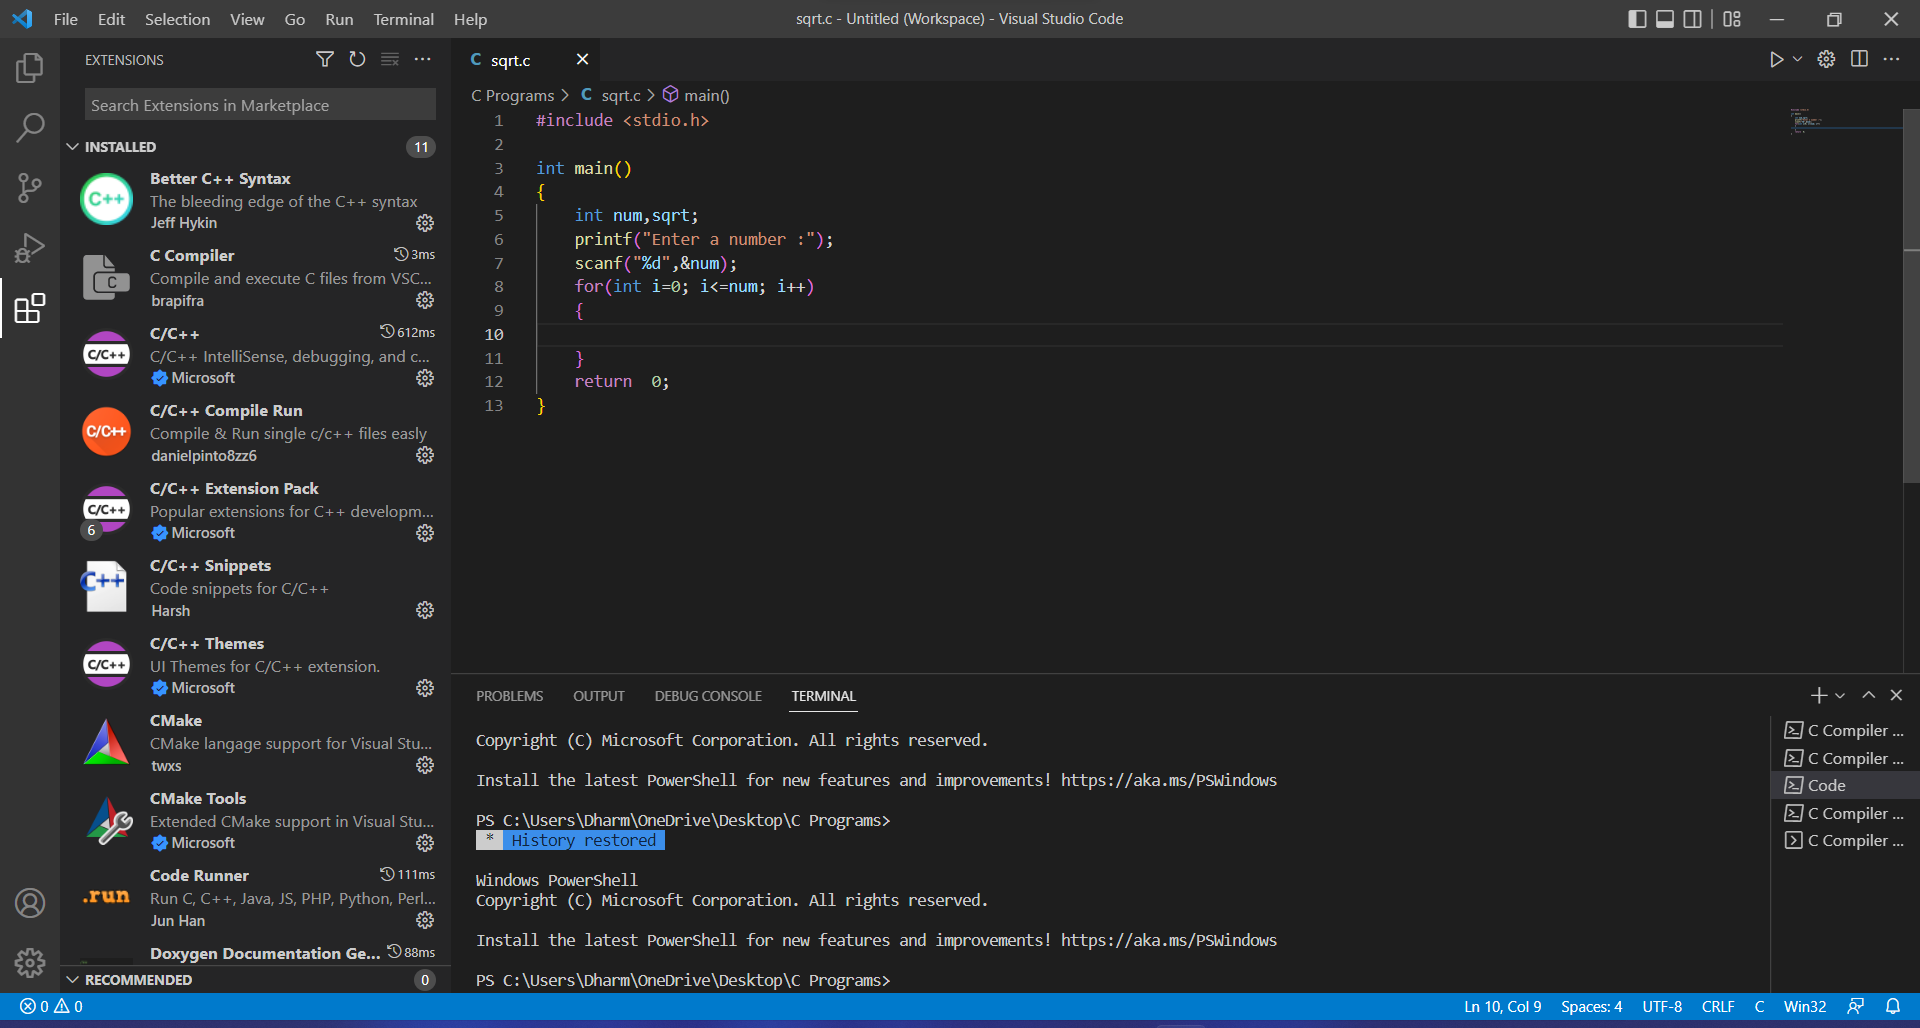 File Edit Selection View Go Run Terminal Help
sqrt.c - Untitled (Workspace) - Visual Studio Code
EXTENSIONS
Search Extensions in Marketplace
INSTALLED 11
C++
Better C++ Syntax
The bleeding edge of the C++ syntax
Jeff Hykin
C
C Compiler 3ms
Compile and execute C files from VSC...
brapifra
C/C++
C/C++ 612ms
C/C++ IntelliSense, debugging, and c...
Microsoft
C/C++
C/C++ Compile Run
Compile & Run single c/c++ files easly
danielpinto8zz6
C/C++
6
C/C++ Extension Pack
Popular extensions for C++ developm...
Microsoft
C++
C/C++ Snippets
Code snippets for C/C++
Harsh
C/C++
C/C++ Themes
UI Themes for C/C++ extension.
Microsoft
CMake
CMake langage support for Visual Stu...
twxs
CMake Tools
Extended CMake support in Visual Stu...
Microsoft
.run
Code Runner 111ms
Run C, C++, Java, JS, PHP, Python, Perl...
Jun Han
Doxygen Documentation Ge... 88ms
RECOMMENDED 0
C sqrt.c
C Programs > C sqrt.c > main()
1 #include <stdio.h>
2
3 int main()
4 {
5 int num,sqrt;
6 printf("Enter a number :");
7 scanf("%d",&num);
8 for(int i=0; i<=num; i++)
9 {
10
11 }
12 return  0;
13 }
PROBLEMS OUTPUT DEBUG CONSOLE TERMINAL
Copyright (C) Microsoft Corporation. All rights reserved.
Install the latest PowerShell for new features and improvements! https://aka.ms/PSWindows
PS C:\Users\Dharm\OneDrive\Desktop\C Programs>
* History restored
Windows PowerShell
Copyright (C) Microsoft Corporation. All rights reserved.
Install the latest PowerShell for new features and improvements! https://aka.ms/PSWindows
PS C:\Users\Dharm\OneDrive\Desktop\C Programs>
C Compiler ...
C Compiler ...
Code
C Compiler ...
C Compiler ...
0 0
Ln 10, Col 9 Spaces: 4 UTF-8 CRLF C Win32